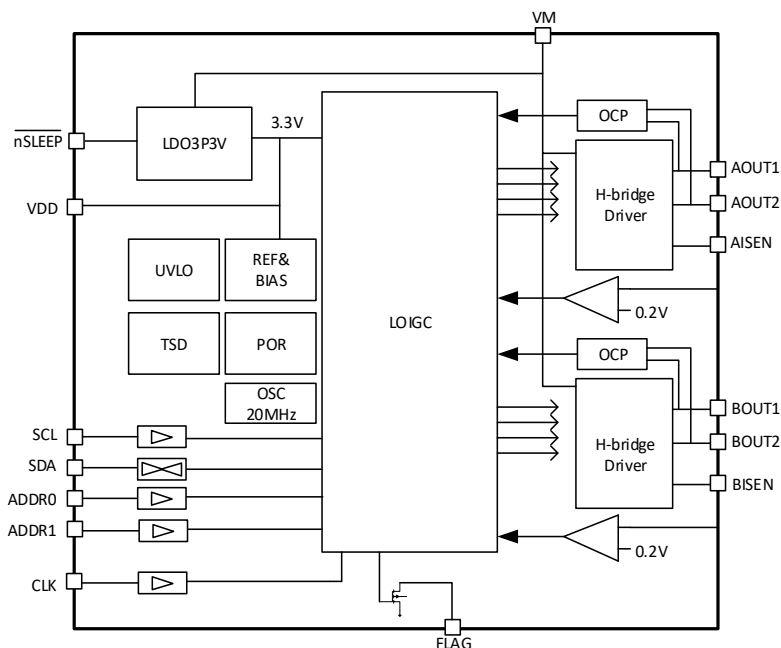 VM
nSLEEP
LDO3P3V
3.3V
OCP
VDD
H-bridge
Driver
AOUT1
AOUT2
AISEN
UVLO
REF&
BIAS
LOIGC
0.2V
TSD
POR
OCP
OSC
20MHz
H-bridge
Driver
BOUT1
BOUT2
BISEN
SCL
SDA
ADDR0
ADDR1
0.2V
CLK
FLAG